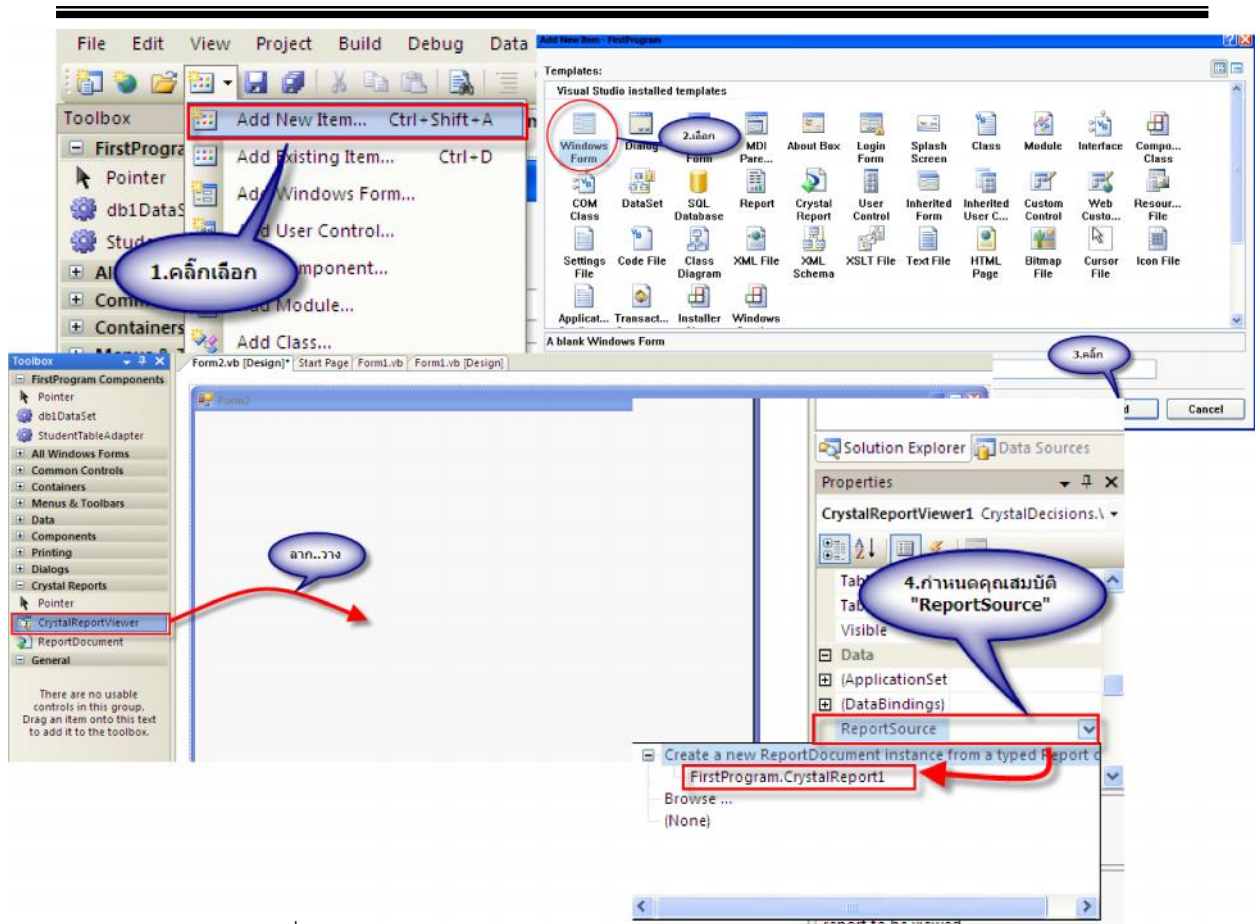 File Edit View Project Build Debug Data
Toolbox
Add New Item... Ctrl+Shift+A
FirstProgra
Add Existing Item... Ctrl+D
Pointer
Add Windows Form...
db1DataS
User Control...
1.คลิ๊กเลือก
Module...
Containers
Add Class...
Add New Item - FirstProgram
Templates:
Visual Studio installed templates
2.เลือก
Windows Form
Dialog
Form
MDI Pare...
About Box
Login Form
Splash Screen
Class
Module
Interface
Compo... Class
COM Class
DataSet
SQL Database
Report
Crystal Report
User Control
Inherited Form
Inherited User C...
Custom Control
Web Custo...
Resour... File
Settings File
Code File
Class Diagram
XML File
XML Schema
XSLT File
Text File
HTML Page
Bitmap File
Cursor File
Icon File
Applicat...
Transact...
Installer
Windows
A blank Windows Form
3.คลิ๊ก
Cancel
Toolbox
FirstProgram Components
Pointer
db1DataSet
StudentTableAdapter
All Windows Forms
Common Controls
Containers
Menus & Toolbars
Data
Components
Printing
Dialogs
Crystal Reports
Pointer
CrystalReportViewer
ReportDocument
General
There are no usable
controls in this group.
Drag an item onto this text
to add it to the toolbox.
Form2.vb [Design]* Start Page Form1.vb Form1.vb [Design]
Form2
ลาก..วาง
Solution Explorer Data Sources
Properties
CrystalReportViewer1 CrystalDecisions.\
4.กำหนดคุณสมบัติ
"ReportSource"
Tab
Tab
Visible
Data
(ApplicationSet
(DataBindings)
ReportSource
Create a new ReportDocument instance from a typed Report c
FirstProgram.CrystalReport1
Browse ...
(None)